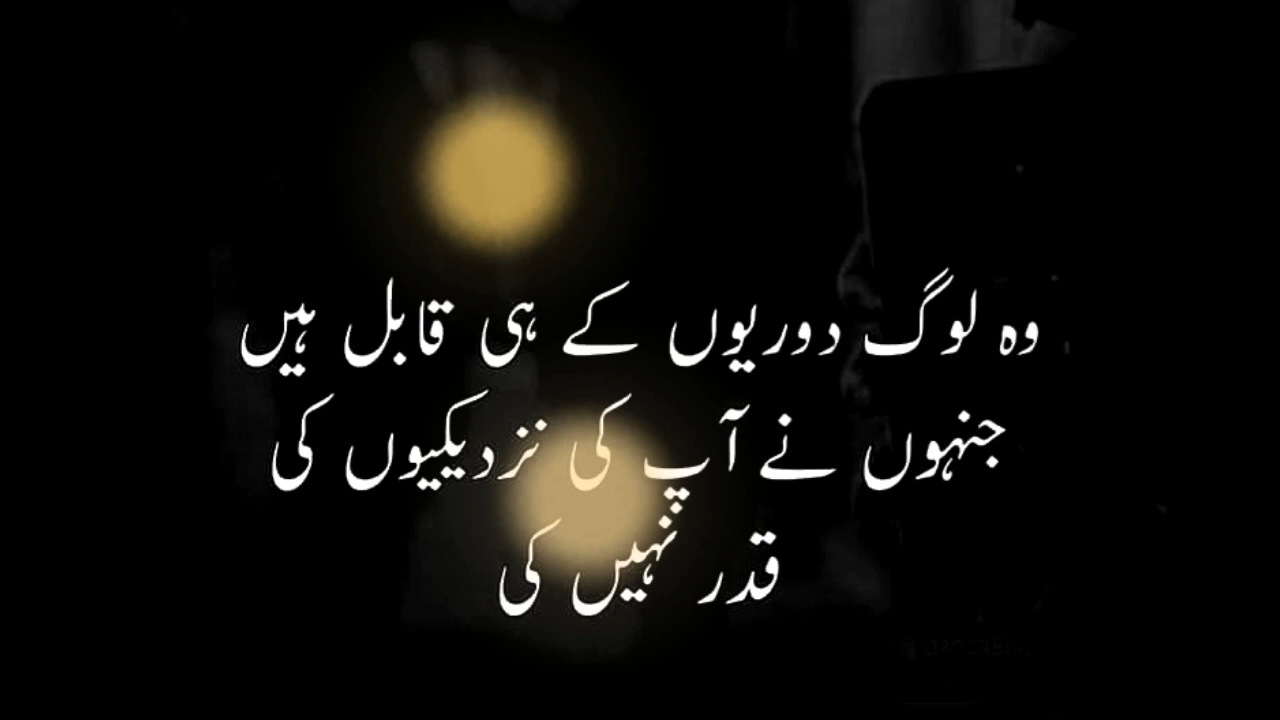 وہ لوگ دوریوں کے ہی قابل ہیں
جنہوں نے آپ کی نزدیکیوں کی
قدر نہیں کی